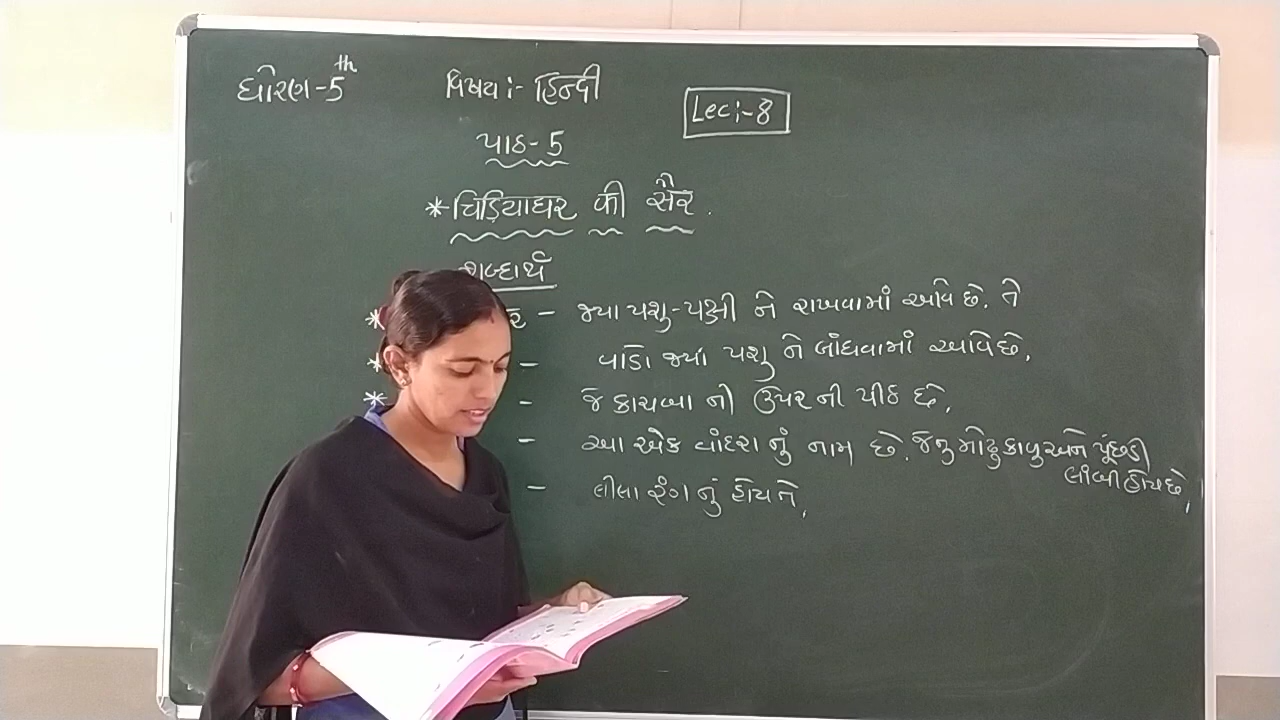 ધોરણ-5th
વિષય:- હિન્દી
Lec:-8
પાઠ-5
*ચિડિયાઘર કી સૈર.
શબ્દાર્થ
* ર - જ્યા પશુ-પક્ષી ને રાખવામાં આવે છે. તે
* - વાડો જ્યાં પશુ ને બાંધવામાં આવે છે.
* - જે કાચબા ની ઉપર ની પીઠ છે.
- આ એક વાંદરા નું નામ છે. જેનુ મોઢુ કાળુ અને પૂંછડી
લાંબી હોય છે.
- લીલા રંગ નું હોય તે.